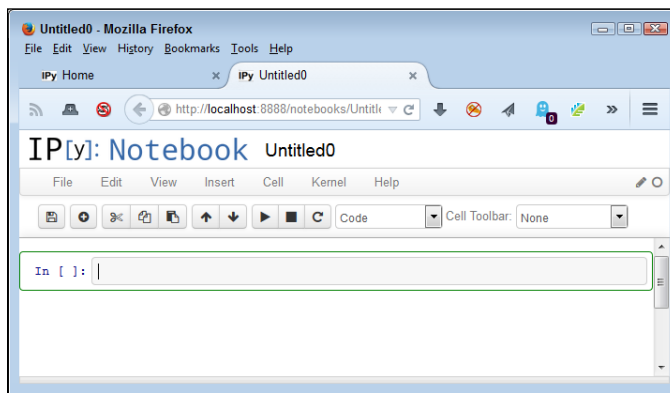 Untitled0 - Mozilla Firefox
File Edit View History Bookmarks Tools Help
IPy Home × IPy Untitled0 ×
http://localhost:8888/notebooks/Untitle
0
IP[y]: Notebook Untitled0
File Edit View Insert Cell Kernel Help
Code Cell Toolbar: None
In [ ]: